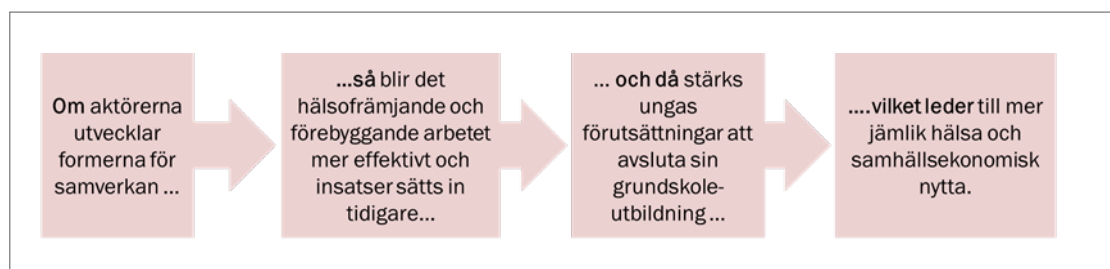 Om aktörerna
utvecklar
formerna för
samverkan ...
...så blir det
hälsofrämjande och
förebyggande arbetet
mer effektivt och
insatser sätts in
tidigare...
... och då stärks
ungas
förutsättningar att
avsluta sin
grundskole-
utbildning ...
....vilket leder till mer
jämlik hälsa och
samhällsekonomisk
nytta.